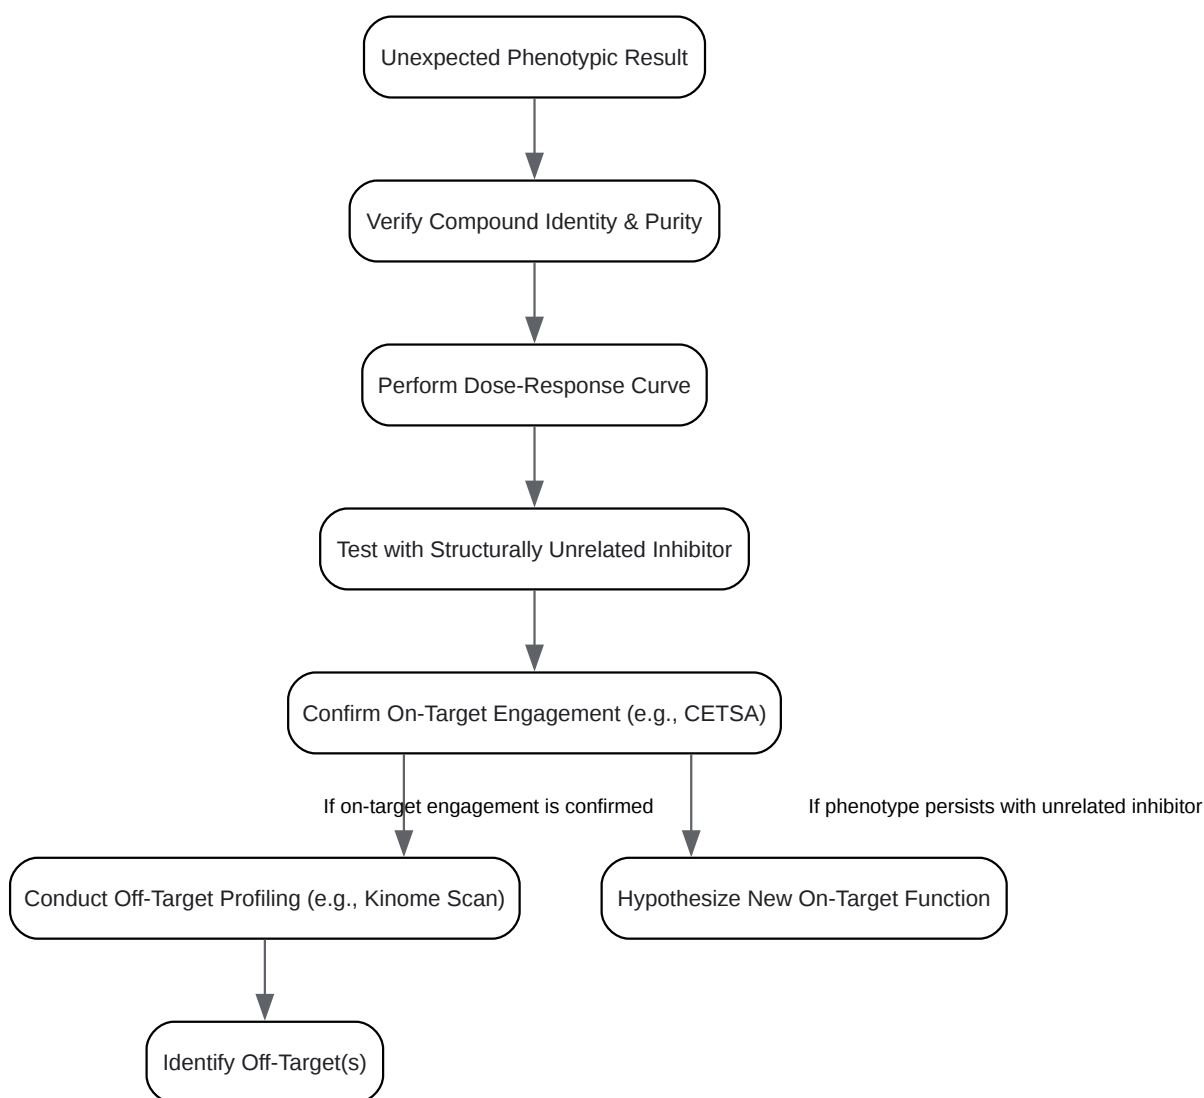 Unexpected Phenotypic Result
Verify Compound Identity & Purity
Perform Dose-Response Curve
Test with Structurally Unrelated Inhibitor
Confirm On-Target Engagement (e.g., CETSA)
If on-target engagement is confirmed
If phenotype persists with unrelated inhibitor
Conduct Off-Target Profiling (e.g., Kinome Scan)
Hypothesize New On-Target Function
Identify Off-Target(s)